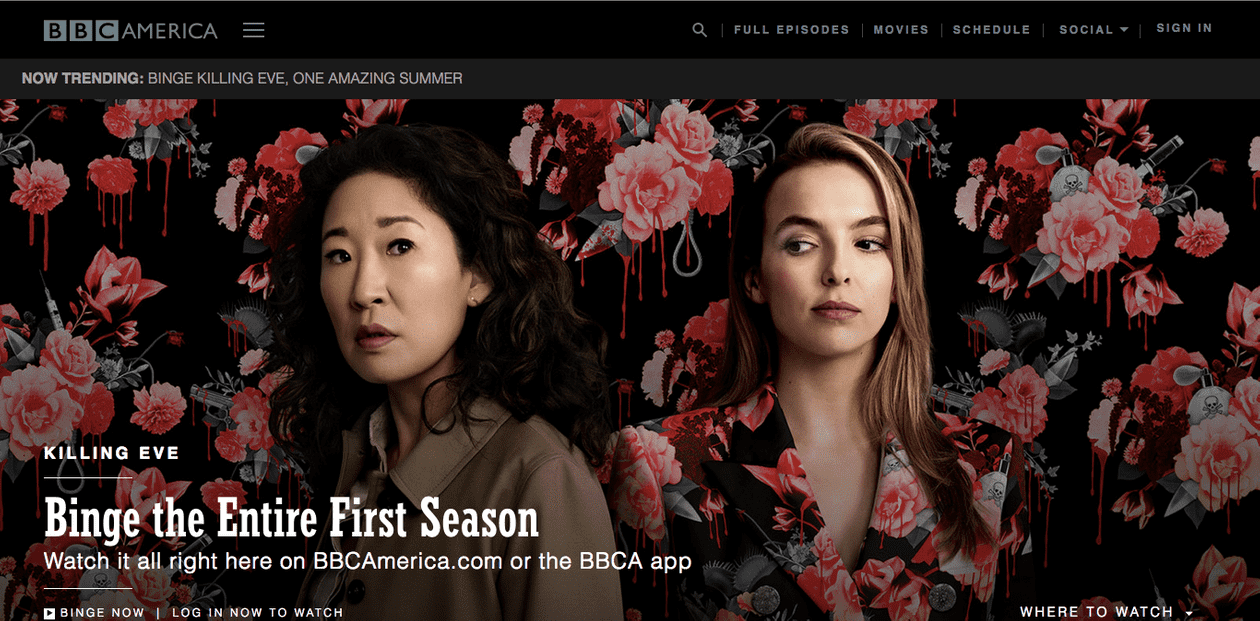 BBC AMERICA
FULL EPISODES | MOVIES | SCHEDULE | SOCIAL | SIGN IN
NOW TRENDING: BINGE KILLING EVE, ONE AMAZING SUMMER
KILLING EVE
Binge the Entire First Season
Watch it all right here on BBCAmerica.com or the BBCA app
BINGE NOW | LOG IN NOW TO WATCH
WHERE TO WATCH